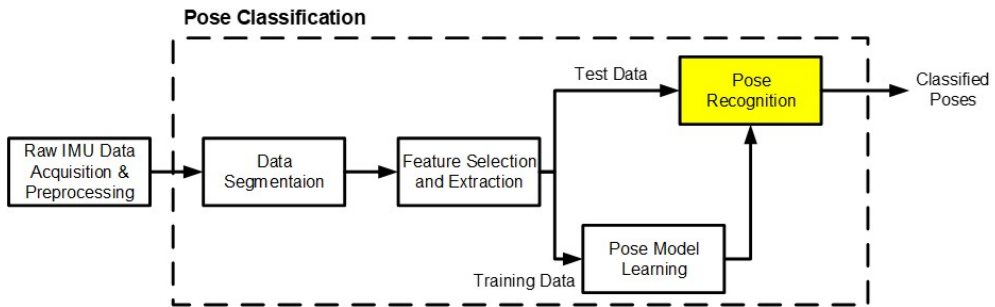 Pose Classification
Test Data
Pose
Recognition
Classified
Poses
Raw IMU Data
Acquisition &
Preprocessing
Data
Segmentaion
Feature Selection
and Extraction
Training Data
Pose Model
Learning